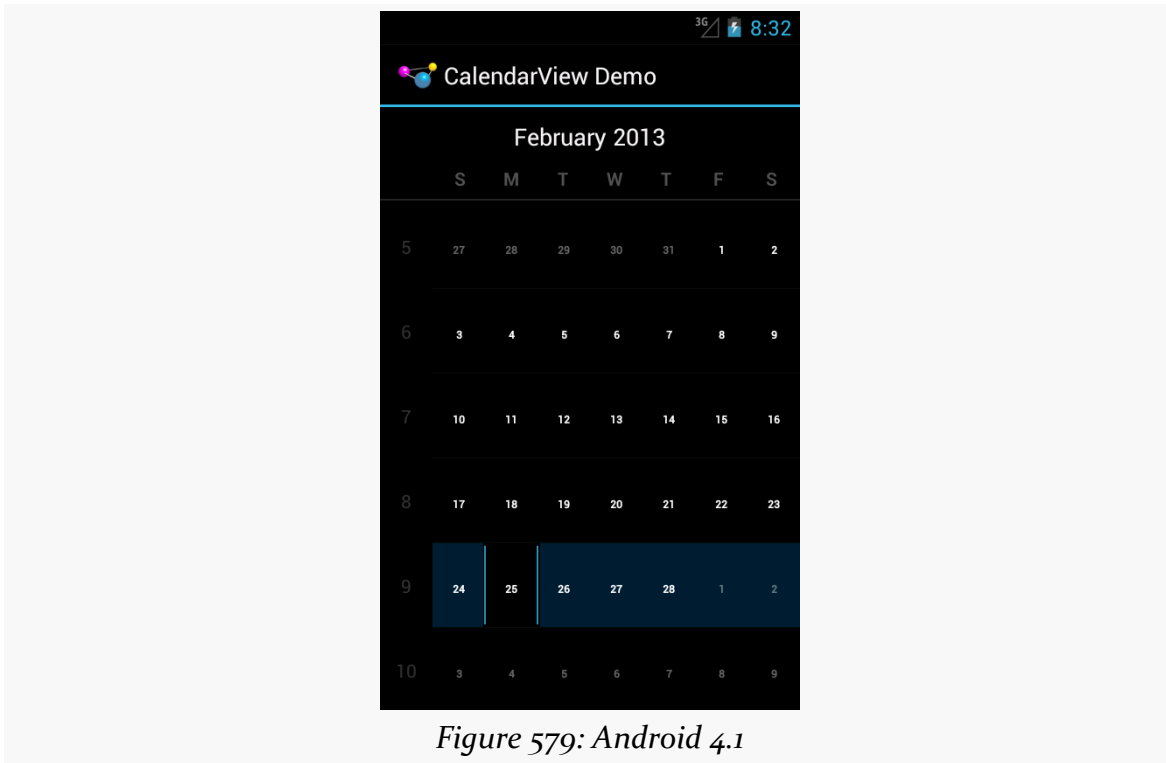 3G 8:32
CalendarView Demo
February 2013
S M T W T F S
5 27 28 29 30 31 1 2
6 3 4 5 6 7 8 9
7 10 11 12 13 14 15 16
8 17 18 19 20 21 22 23
9 24 25 26 27 28 1 2
10 3 4 5 6 7 8 9
Figure 579: Android 4.1